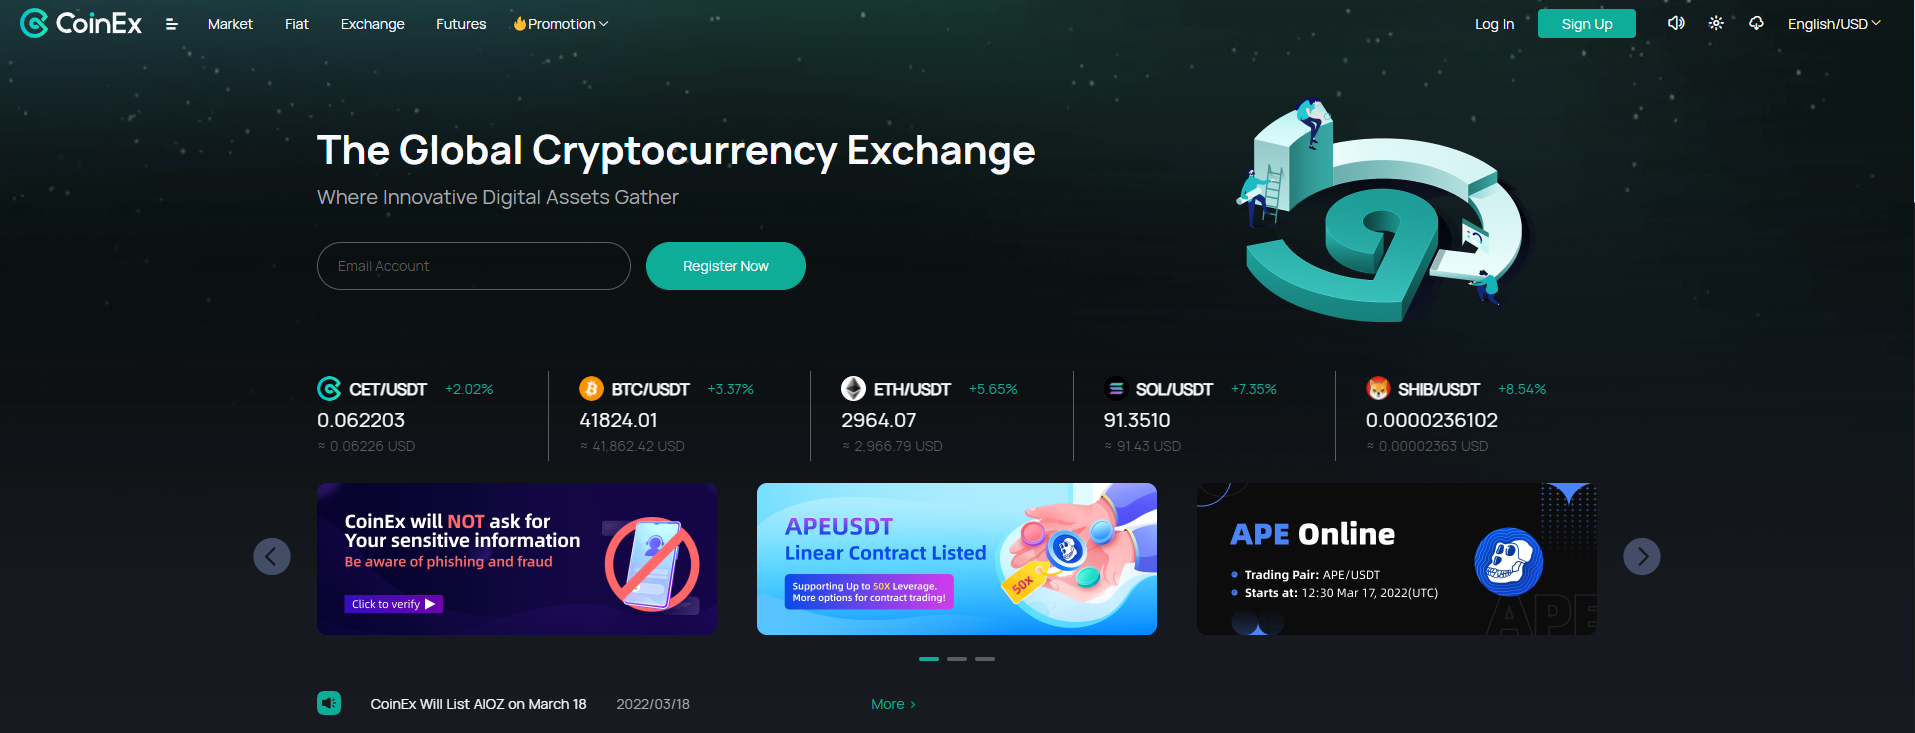 CoinEx Market Fiat Exchange Futures Promotion Log In Sign Up English/USD
The Global Cryptocurrency Exchange
Where Innovative Digital Assets Gather
Email Account Register Now
CET/USDT +2.02%
0.062203
≈ 0.06226 USD
BTC/USDT +3.37%
41824.01
≈ 41,862.42 USD
ETH/USDT +5.65%
2964.07
≈ 2,966.79 USD
SOL/USDT +7.35%
91.3510
≈ 91.43 USD
SHIB/USDT +8.54%
0.0000236102
≈ 0.00002363 USD
CoinEx will NOT ask for
Your sensitive information
Be aware of phishing and fraud
Click to verify
APEUSDT
Linear Contract Listed
Supporting Up to 50X Leverage.
More options for contract trading!
50x
APE Online
Trading Pair: APE/USDT
Starts at: 12:30 Mar 17, 2022(UTC)
APE
CoinEx Will List AIOZ on March 18 2022/03/18 More >